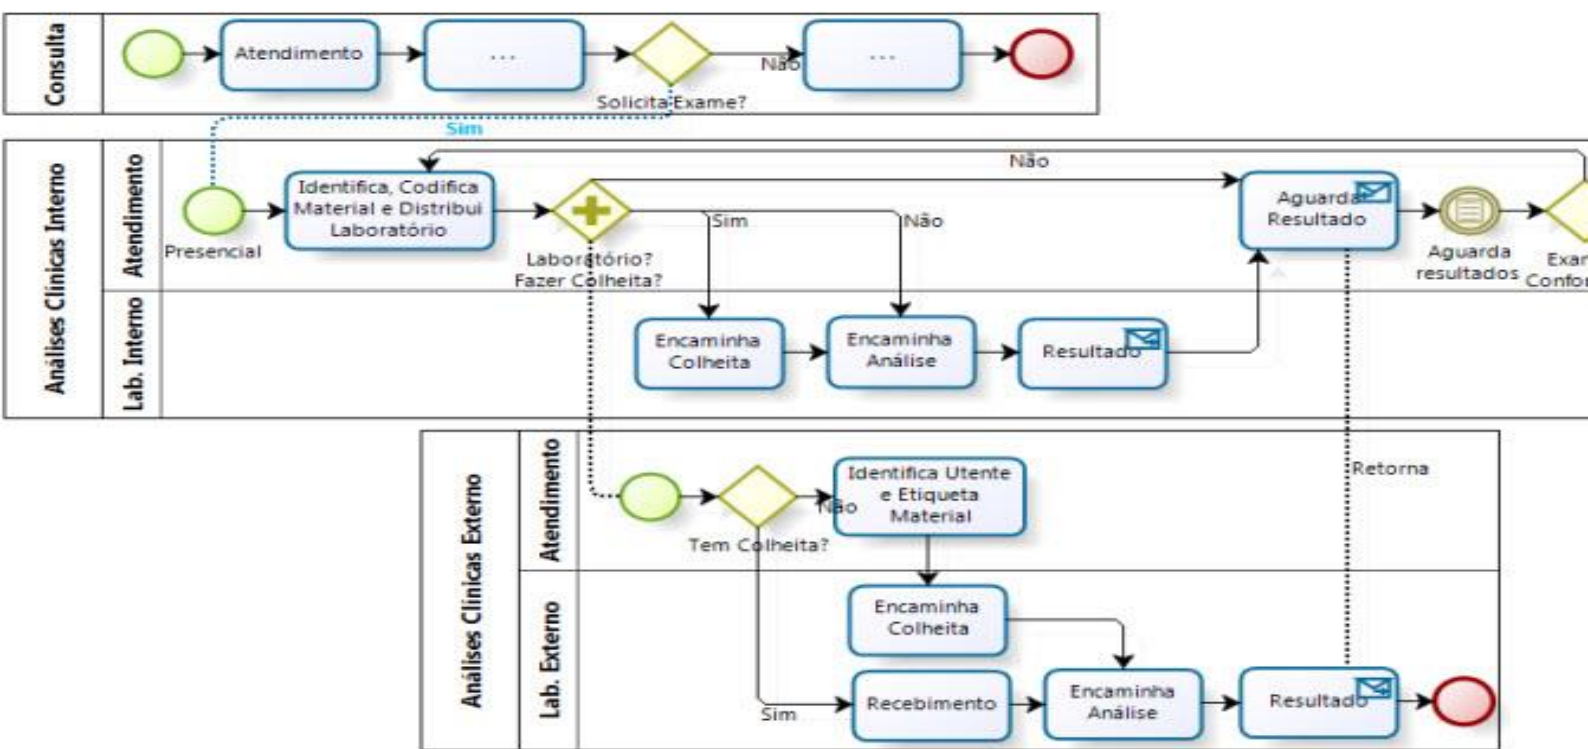 Consulta
Atendimento
...
Solicita Exame?
Não
...
Sim
Análises Clínicas Interno
Atendimento
Presencial
Identifica, Codifica
Material e Distribui
Laboratório
Laboratório?
Fazer Colheita?
Sim
Não
Não
Aguarda
Resultado
Aguarda
resultados
Lab. Interno
Encaminha
Colheita
Encaminha
Análise
Resultado
Análises Clínicas Externo
Atendimento
Tem Colheita?
Não
Identifica Utente
e Etiqueta
Material
Retorna
Lab. Externo
Encaminha
Colheita
Sim
Recebimento
Encaminha
Análise
Resultado